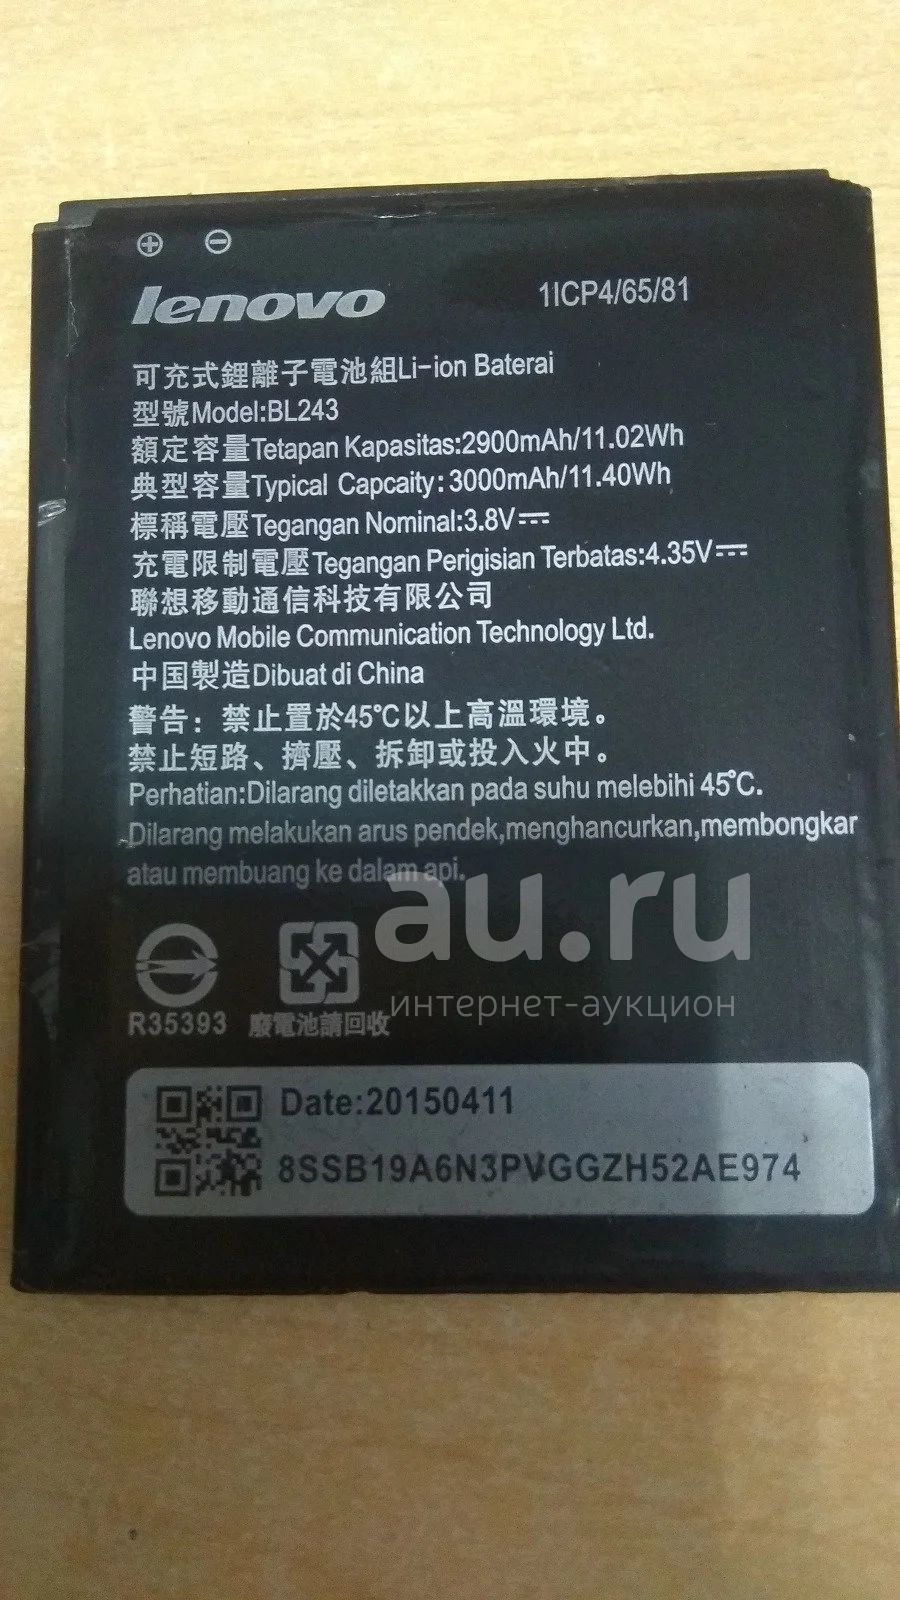 ⊕ ⊖
lenovo
1ICP4/65/81
可充式鋰離子電池組Li-ion Baterai
型號Model:BL243
額定容量Tetapan Kapasitas:2900mAh/11.02Wh
典型容量Typical Capcaity: 3000mAh/11.40Wh
標稱電壓Tegangan Nominal:3.8V⎓
充電限制電壓Tegangan Perigisian Terbatas:4.35V⎓
聯想移動通信科技有限公司
Lenovo Mobile Communication Technology Ltd.
中国製造Dibuat di China
警告：禁止置於45℃以上高溫環境。
禁止短路、擠壓、拆卸或投入火中。
Perhatian:Dilarang diletakkan pada suhu melebihi 45℃.
Dilarang melakukan arus pendek,menghancurkan,membongkar
atau membuang ke dalam api.
au.ru
интернет-аукцион
R35393 廢電池請回收
Date:20150411
8SSB19A6N3PVGGZH52AE974